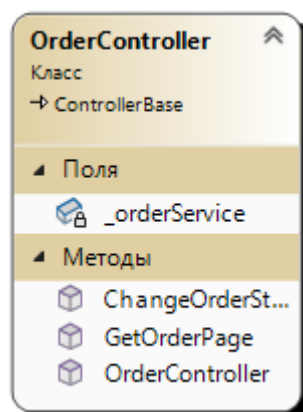 OrderController
Класс
ControllerBase
Поля
_orderService
Методы
ChangeOrderSt...
GetOrderPage
OrderController